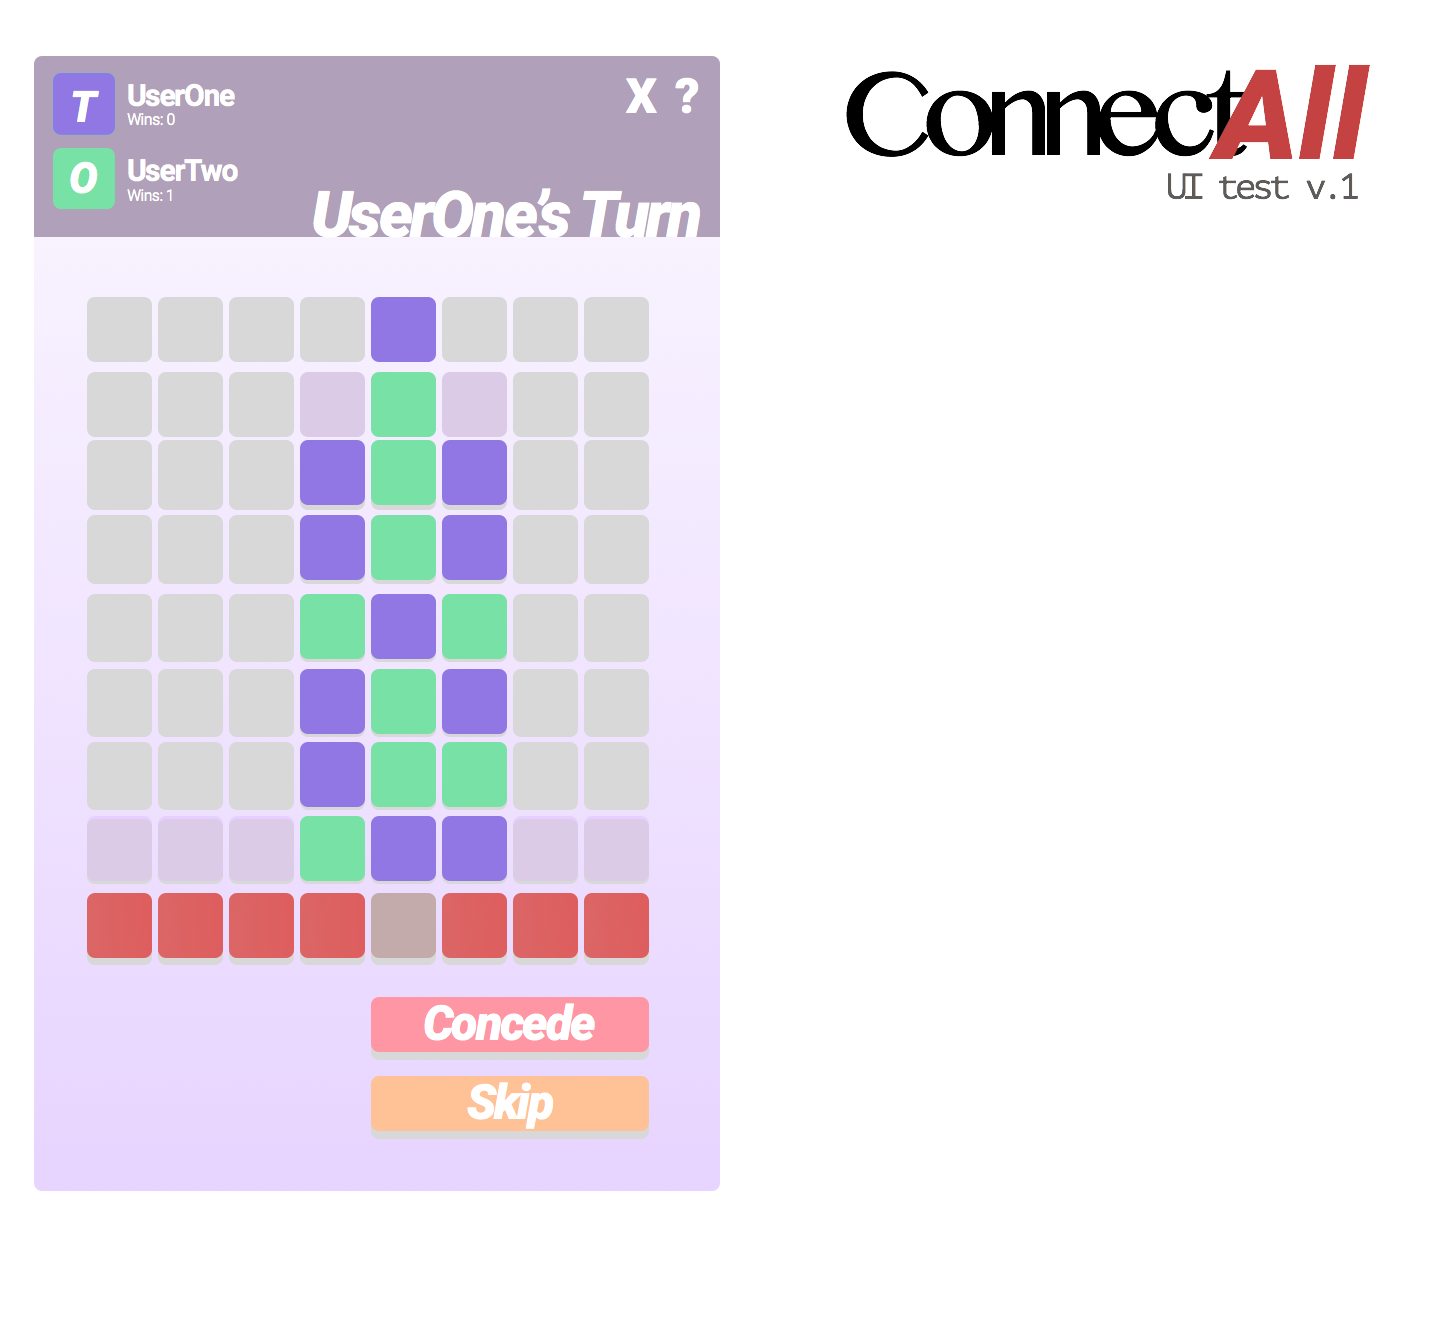 T
UserOne
Wins: 0
X ?
O
UserTwo
Wins: 1
UserOne’s Turn
Concede
Skip
ConnectAll
UI test v.1